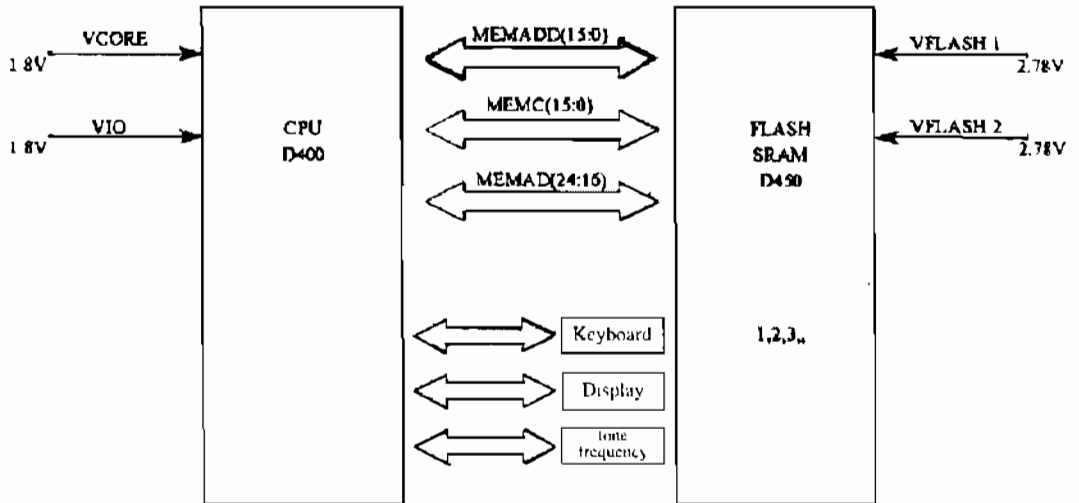 VCORE
1 8V
VIO
1 8V
CPU
D400
MEMADD(15:0)
MEMC(15:0)
MEMAD(24:16)
Keyboard
Display
tone
frequency
FLASH
SRAM
D450
1,2,3,,
VFLASH 1
2.78V
VFLASH 2
2.78V